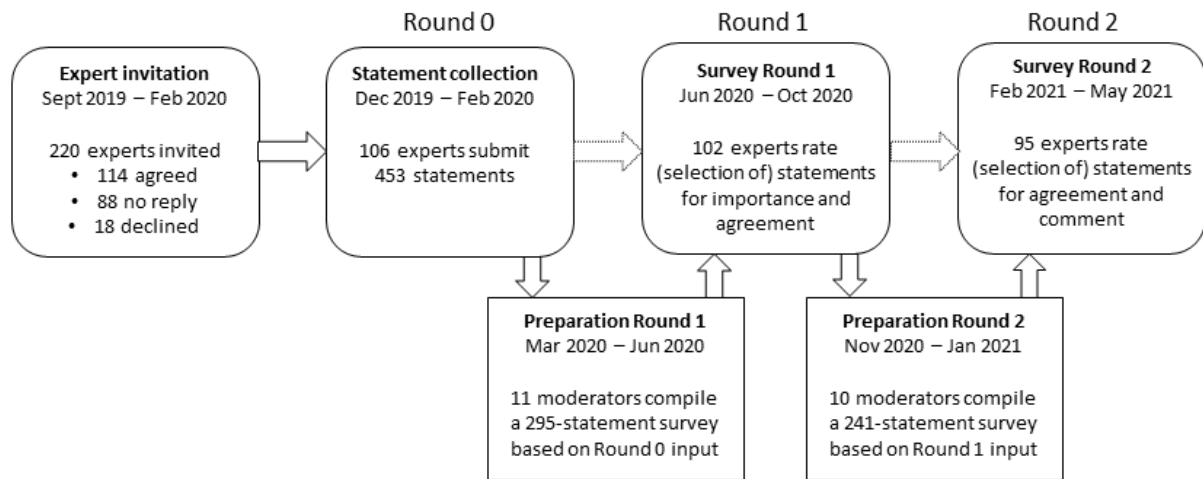 Round 0
Round 1
Round 2
Expert invitation
Sept 2019 – Feb 2020
220 experts invited
• 114 agreed
• 88 no reply
• 18 declined
Statement collection
Dec 2019 – Feb 2020
106 experts submit
453 statements
Survey Round 1
Jun 2020 – Oct 2020
102 experts rate
(selection of) statements
for importance and
agreement
Survey Round 2
Feb 2021 – May 2021
95 experts rate
(selection of) statements
for agreement and
comment
Preparation Round 1
Mar 2020 – Jun 2020
11 moderators compile
a 295-statement survey
based on Round 0 input
Preparation Round 2
Nov 2020 – Jan 2021
10 moderators compile
a 241-statement survey
based on Round 1 input